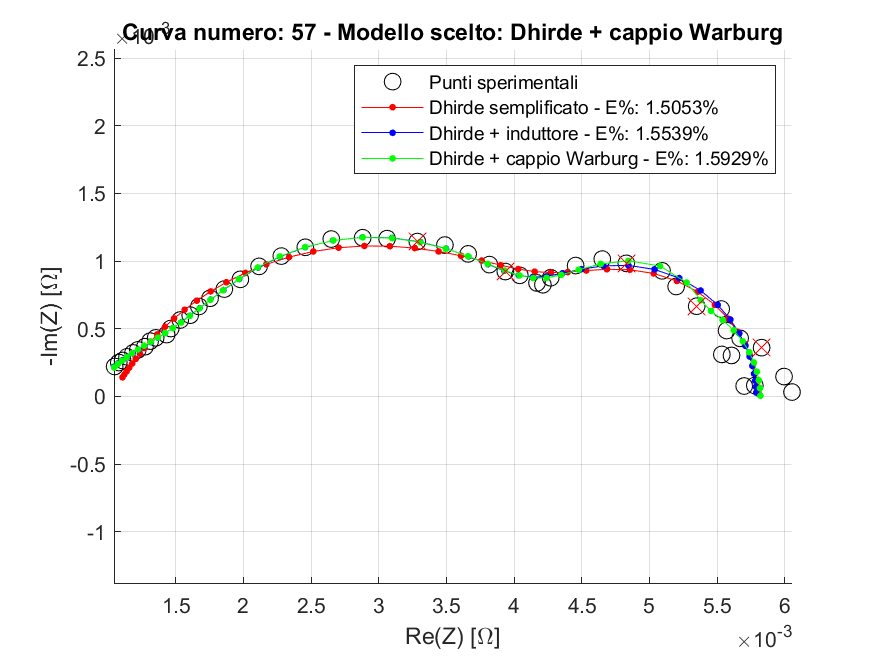 Curva numero: 57 - Modello scelto: Dhirde + cappio Warburg
×10⁻³
Punti sperimentali
Dhirde semplificato - E%: 1.5053%
Dhirde + induttore - E%: 1.5539%
Dhirde + cappio Warburg - E%: 1.5929%
2.5
2
1.5
1
0.5
0
-0.5
-1
-Im(Z) [Ω]
1.5 2 2.5 3 3.5 4 4.5 5 5.5 6
Re(Z) [Ω]
×10⁻³